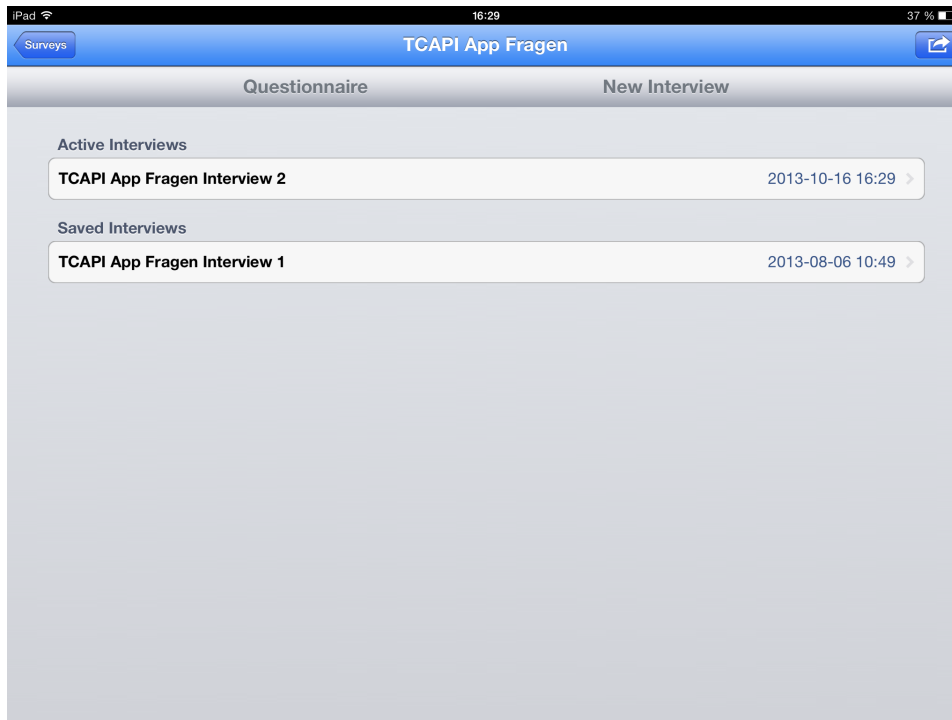 iPad 16:29 37 %
Surveys TCAPI App Fragen
Questionnaire New Interview
Active Interviews
TCAPI App Fragen Interview 2 2013-10-16 16:29
Saved Interviews
TCAPI App Fragen Interview 1 2013-08-06 10:49